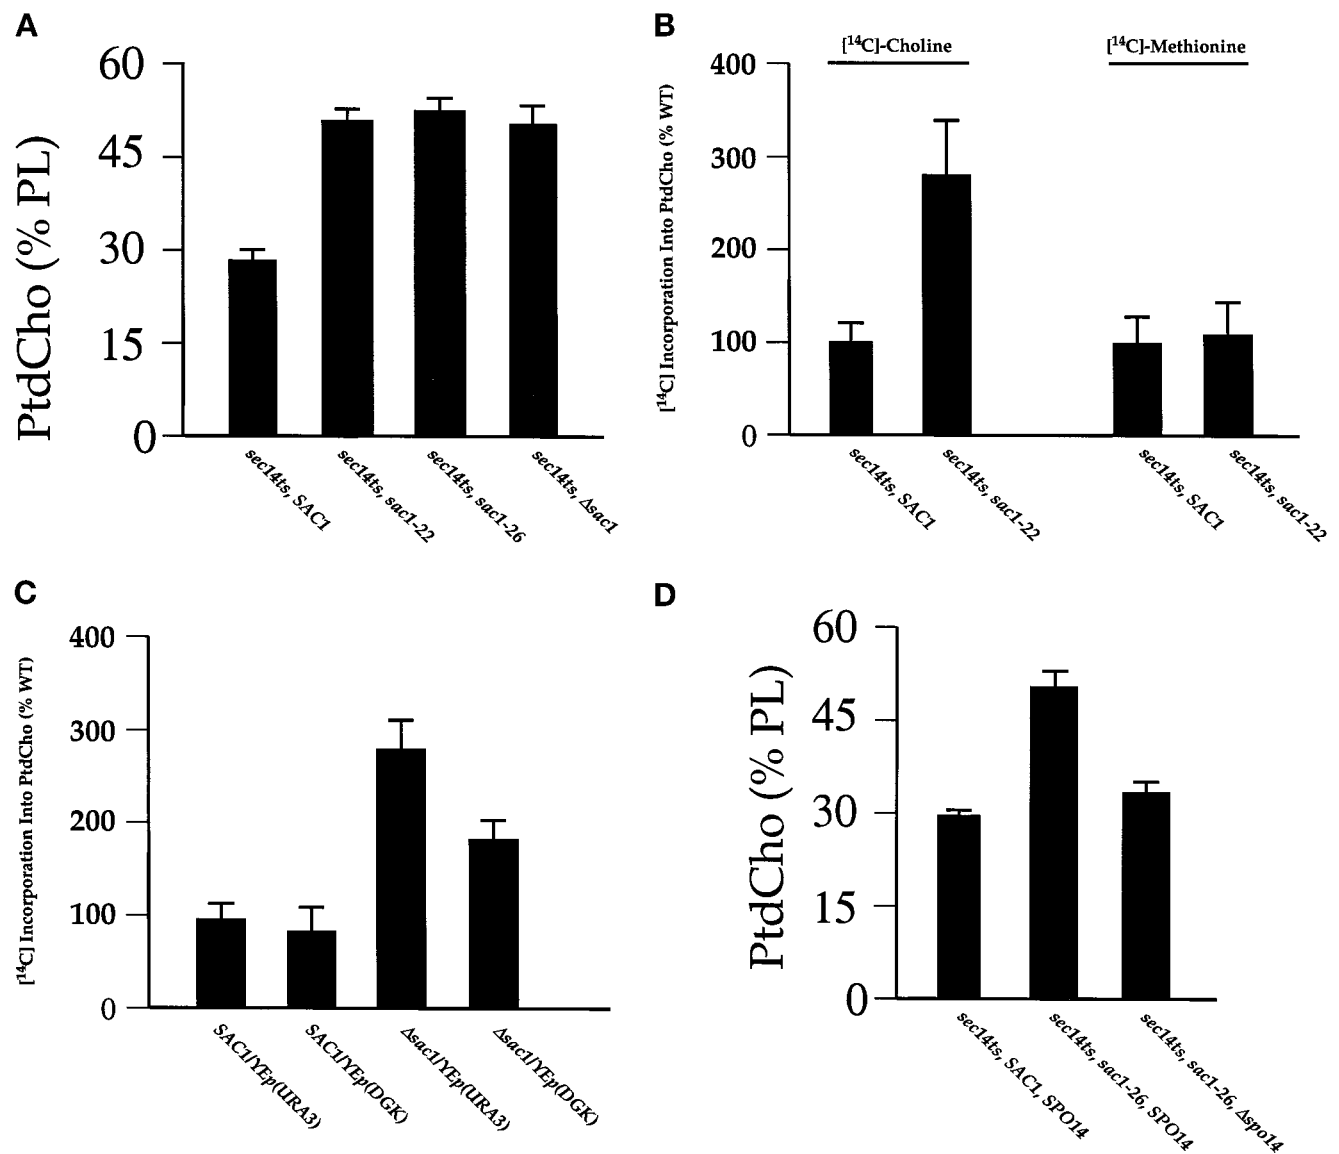 A
PtdCho (% PL)
60
45
30
15
0
sec14ts, SAC1
sec14ts, sac1-22
sec14ts, sac1-26
sec14ts, Δsac1
B
[14C]-Choline
[14C]-Methionine
[14C] Incorporation Into PtdCho (% WT)
400
300
200
100
0
sec14ts, SAC1
sec14ts, sac1-22
sec14ts, SAC1
sec14ts, sac1-22
C
[14C] Incorporation Into PtdCho (% WT)
400
300
200
100
0
SAC1/YEp(URA3)
SAC1/YEp(DGK)
Δsac1/YEp(URA3)
Δsac1/YEp(DGK)
D
PtdCho (% PL)
60
45
30
15
0
sec14ts, SAC1, SPO14
sec14ts, sac1-26, SPO14
sec14ts, sac1-26, Δspo14